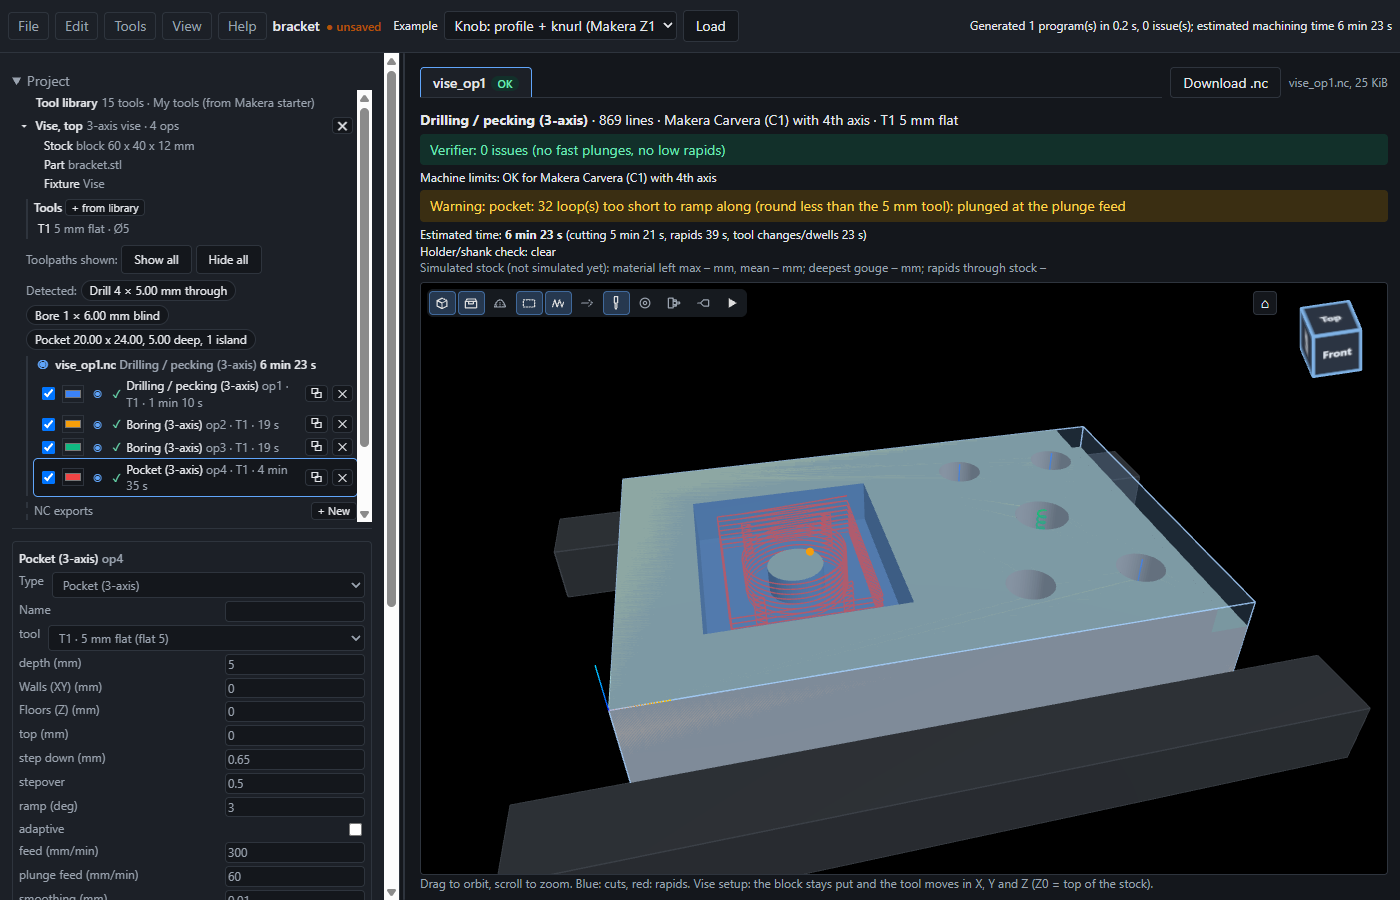 File Edit Tools View Help bracket ● unsaved Example Knob: profile + knurl (Makera Z1 Load Generated 1 program(s) in 0.2 s, 0 issue(s); estimated machining time 6 min 23 s
▼ Project
Tool library 15 tools · My tools (from Makera starter)
Vise, top 3-axis vise · 4 ops
Stock block 60 x 40 x 12 mm
Part bracket.stl
Fixture Vise
Tools + from library
T1 5 mm flat · Ø5
Toolpaths shown: Show all Hide all
Detected: Drill 4 × 5.00 mm through
Bore 1 × 6.00 mm blind
Pocket 20.00 x 24.00, 5.00 deep, 1 island
vise_op1.nc Drilling / pecking (3-axis) 6 min 23 s
Drilling / pecking (3-axis) op1 ·
T1 · 1 min 10 s
Boring (3-axis) op2 · T1 · 19 s
Boring (3-axis) op3 · T1 · 19 s
Pocket (3-axis) op4 · T1 · 4 min
35 s
NC exports + New
Pocket (3-axis) op4
Type Pocket (3-axis)
Name
tool T1 · 5 mm flat (flat 5)
depth (mm) 5
Walls (XY) (mm) 0
Floors (Z) (mm) 0
top (mm) 0
step down (mm) 0.65
stepover 0.5
ramp (deg) 3
adaptive
feed (mm/min) 300
plunge feed (mm/min) 60
smoothing (mm) 0.01
vise_op1 OK Download .nc vise_op1.nc, 25 KiB
Drilling / pecking (3-axis) · 869 lines · Makera Carvera (C1) with 4th axis · T1 5 mm flat
Verifier: 0 issues (no fast plunges, no low rapids)
Machine limits: OK for Makera Carvera (C1) with 4th axis
Warning: pocket: 32 loop(s) too short to ramp along (round less than the 5 mm tool): plunged at the plunge feed
Estimated time: 6 min 23 s (cutting 5 min 21 s, rapids 39 s, tool changes/dwells 23 s)
Holder/shank check: clear
Simulated stock (not simulated yet): material left max – mm, mean – mm; deepest gouge – mm; rapids through stock –
Top
Front
Drag to orbit, scroll to zoom. Blue: cuts, red: rapids. Vise setup: the block stays put and the tool moves in X, Y and Z (Z0 = top of the stock).